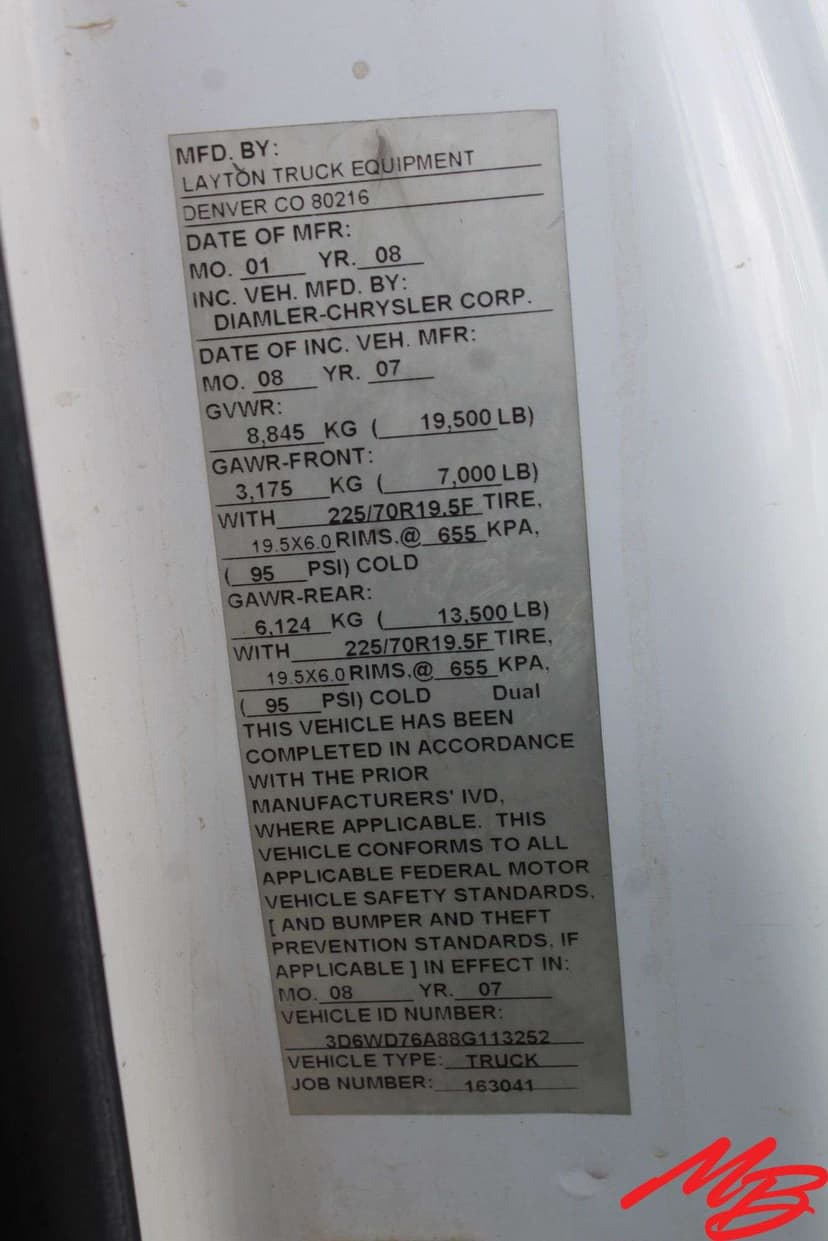 MFD. BY:
LAYTON TRUCK EQUIPMENT
DENVER CO 80216
DATE OF MFR:
MO. 01 YR. 08
INC. VEH. MFD. BY:
DIAMLER-CHRYSLER CORP.
DATE OF INC. VEH. MFR:
MO. 08 YR. 07
GVWR:
8,845 KG ( 19,500 LB)
GAWR-FRONT:
3,175 KG ( 7,000 LB)
WITH 225/70R19.5F TIRE,
19.5X6.0 RIMS,@ 655 KPA,
( 95 PSI) COLD
GAWR-REAR:
6,124 KG ( 13,500 LB)
WITH 225/70R19.5F TIRE,
19.5X6.0 RIMS,@ 655 KPA,
( 95 PSI) COLD Dual
THIS VEHICLE HAS BEEN
COMPLETED IN ACCORDANCE
WITH THE PRIOR
MANUFACTURERS' IVD,
WHERE APPLICABLE. THIS
VEHICLE CONFORMS TO ALL
APPLICABLE FEDERAL MOTOR
VEHICLE SAFETY STANDARDS,
[ AND BUMPER AND THEFT
PREVENTION STANDARDS, IF
APPLICABLE ] IN EFFECT IN:
MO. 08 YR. 07
VEHICLE ID NUMBER:
3D6WD76A88G113252
VEHICLE TYPE: TRUCK
JOB NUMBER: 163041
MB